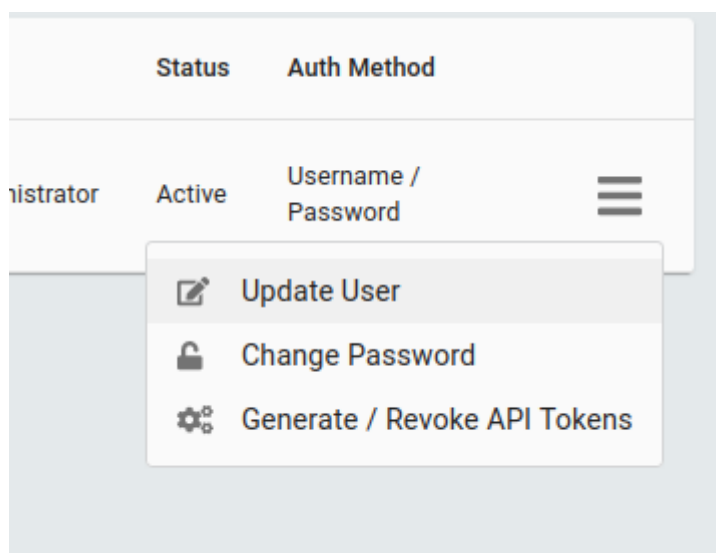 Status Auth Method
nistrator Active Username /
Password
Update User
Change Password
Generate / Revoke API Tokens